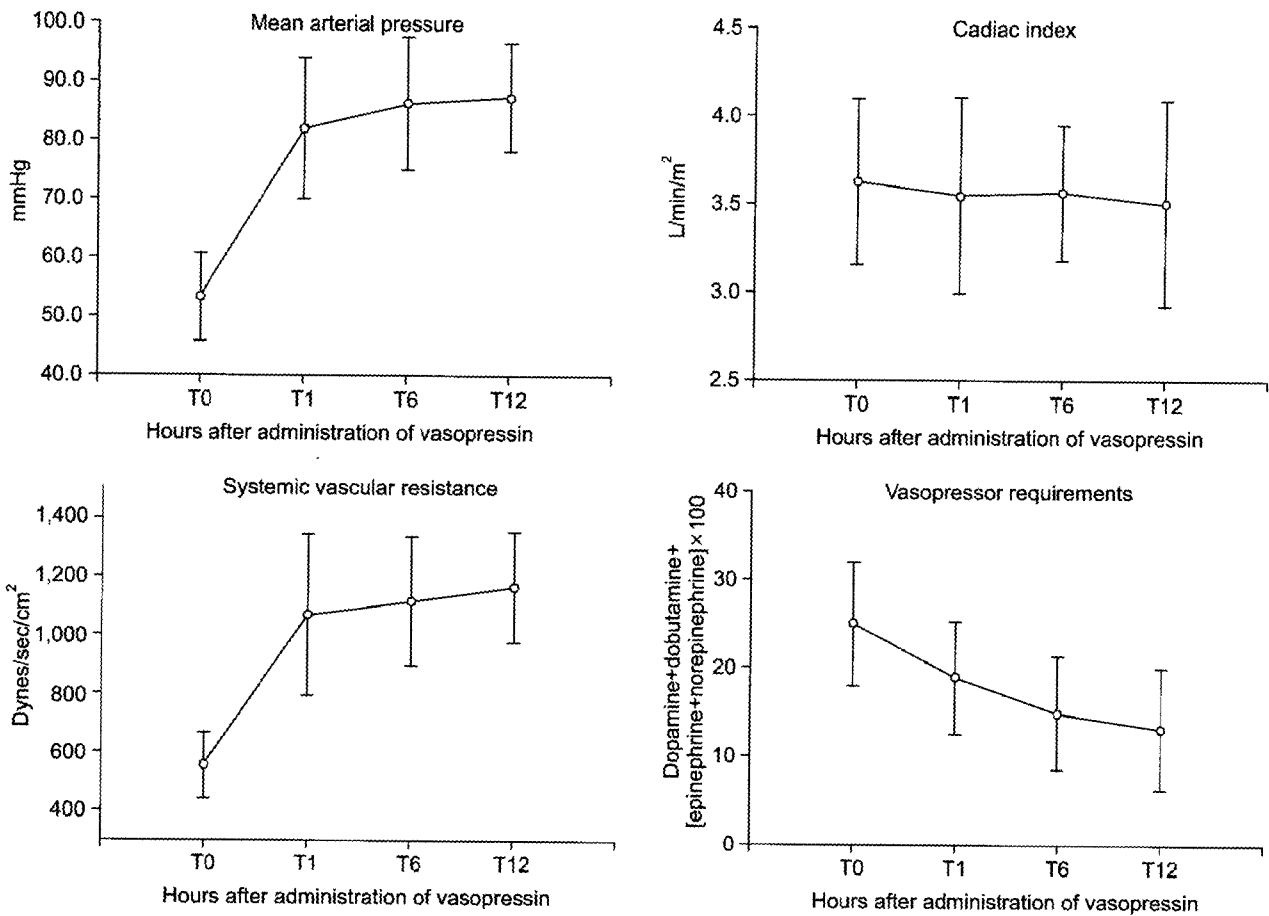 Mean arterial pressure
100.0
90.0
80.0
70.0
60.0
50.0
40.0
mmHg
T0 T1 T6 T12
Hours after administration of vasopressin
Cadiac index
4.5
4.0
3.5
3.0
2.5
L/min/m²
T0 T1 T6 T12
Hours after administration of vasopressin
Systemic vascular resistance
1,400
1,200
1,000
800
600
400
Dynes/sec/cm²
T0 T1 T6 T12
Hours after administration of vasopressin
Vasopressor requirements
40
30
20
10
0
Dopamine+dobutamine+
[epinephrine+norepinephrine]×100
T0 T1 T6 T12
Hours after administration of vasopressin